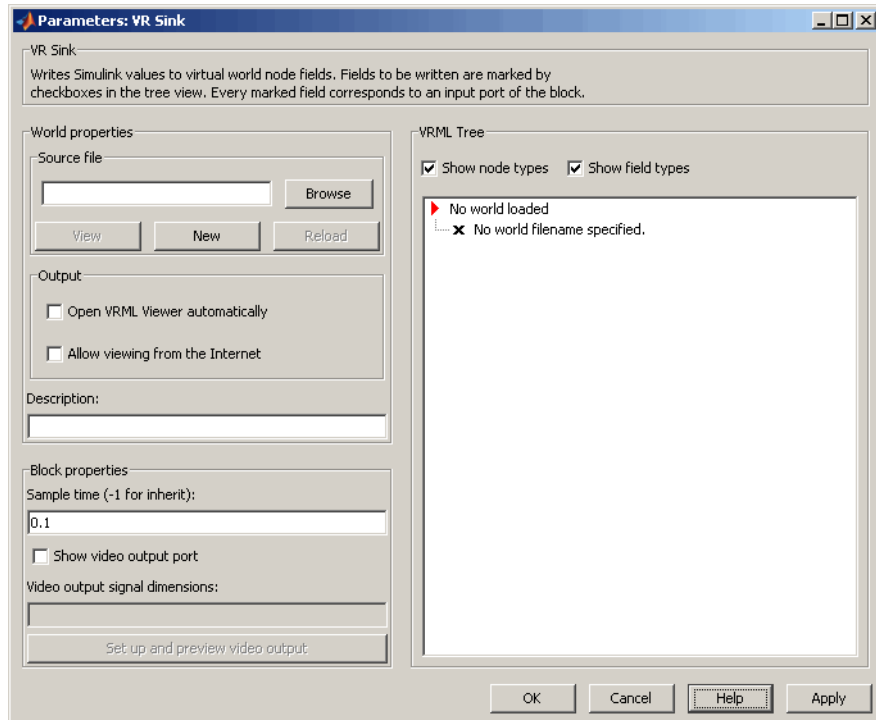 Parameters: VR Sink
VR Sink
Writes Simulink values to virtual world node fields. Fields to be written are marked by
checkboxes in the tree view. Every marked field corresponds to an input port of the block.
World properties
Source file
Browse
View New Reload
Output
Open VRML Viewer automatically
Allow viewing from the Internet
Description:
Block properties
Sample time (-1 for inherit):
0.1
Show video output port
Video output signal dimensions:
Set up and preview video output
VRML Tree
Show node types Show field types
No world loaded
No world filename specified.
OK Cancel Help Apply